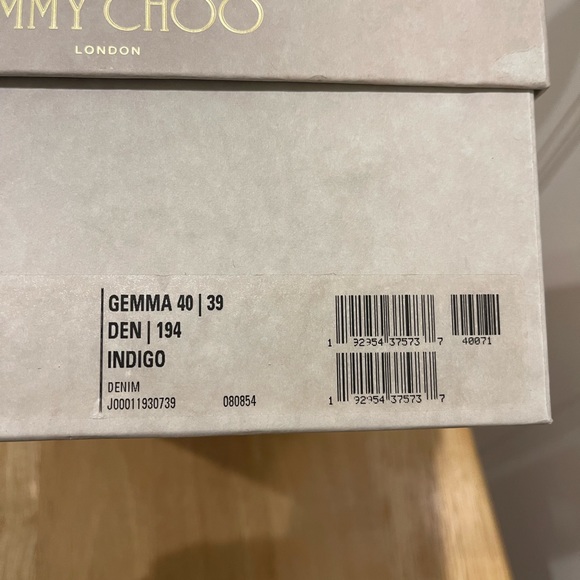 MMY CHOO
LONDON
GEMMA 40 | 39
DEN | 194
INDIGO
DENIM
J00011930739 080854
1 92954 37573 7
40071
1 92954 37573 7